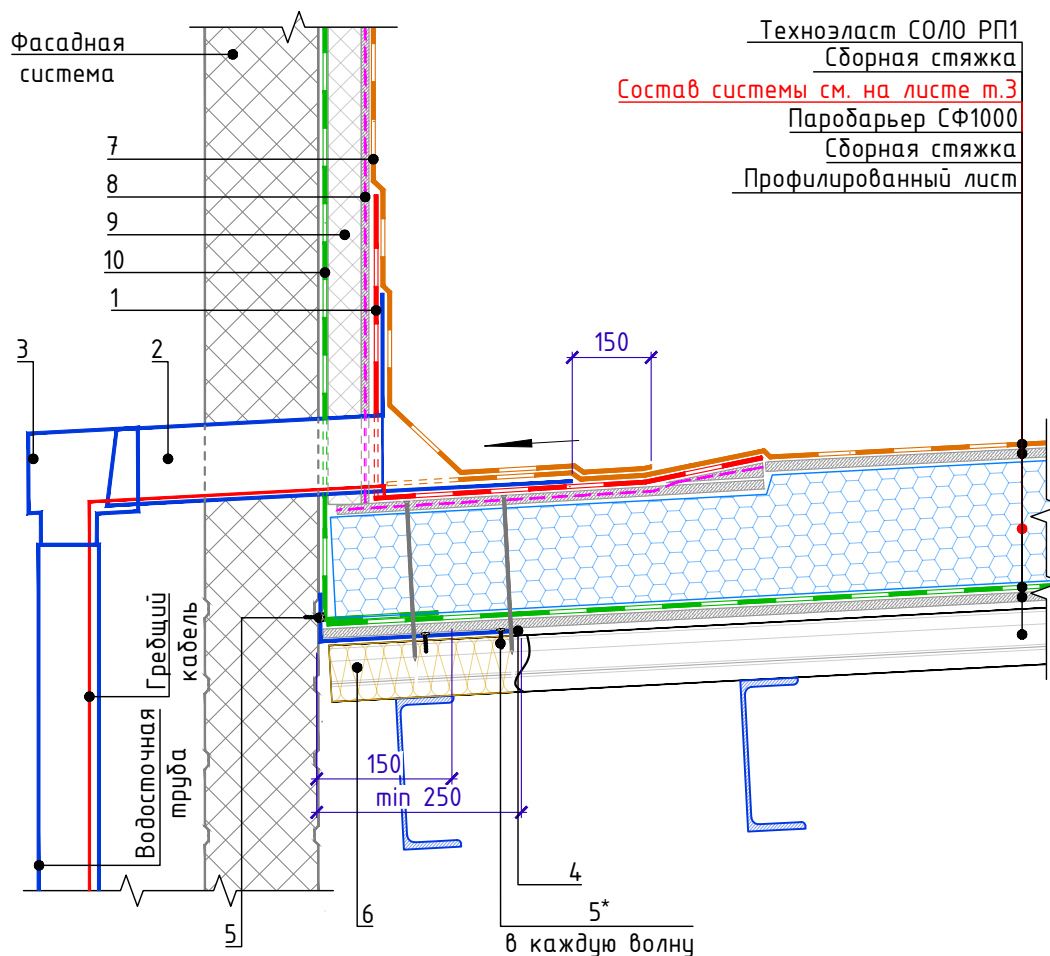 Фасадная
система
Техноэласт СОЛО РП1
Сборная стяжка
Состав системы см. на листе т.3
Паробарьер СФ1000
Сборная стяжка
Профилированный лист
7
8
9
10
1
3
2
150
Гребщий
кабель
Водосточная
труба
150
min 250
4
5
6
5*
в каждую волну